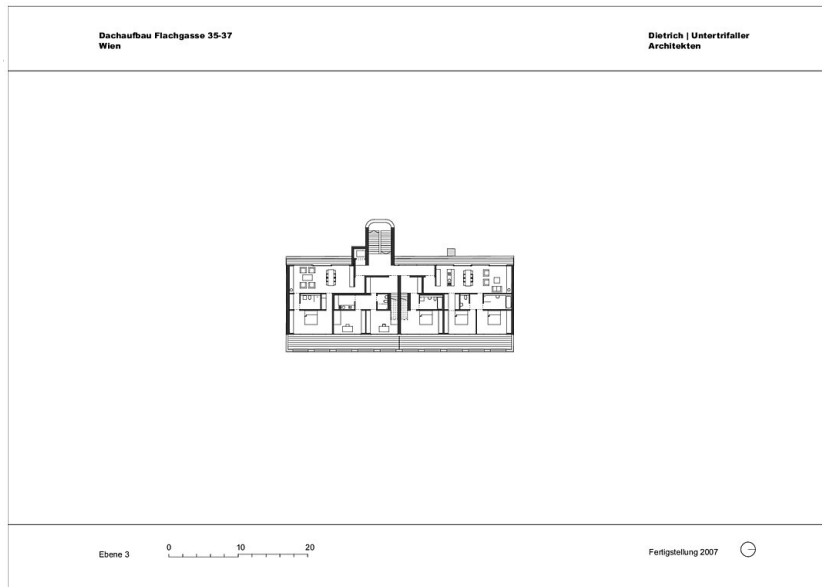 Dachaufbau Flachgasse 35-37
Wien
Dietrich | Untertrifaller
Architekten
Ebene 3
0 10 20
Fertigstellung 2007